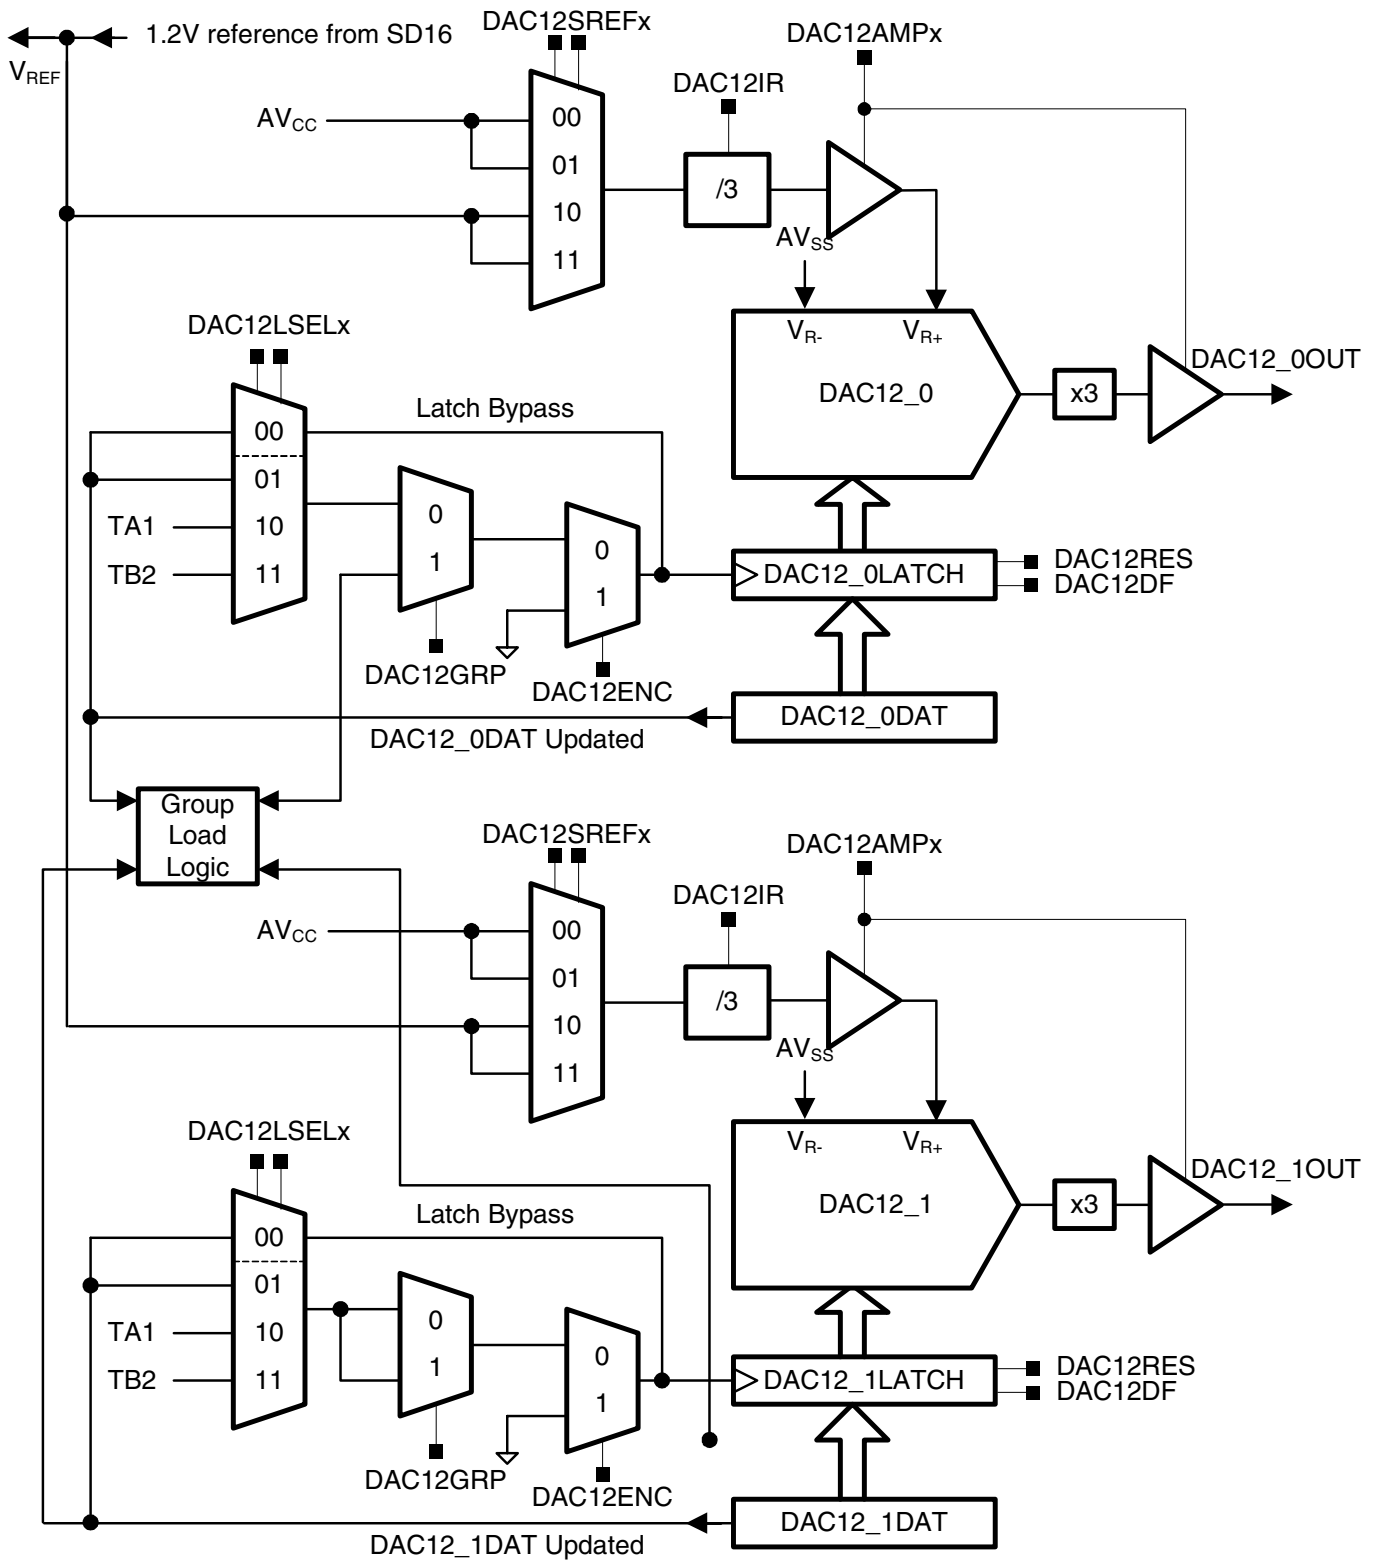 1.2V reference from SD16
VREF
DAC12SREFx
DAC12AMPx
DAC12IR
AVCC
00
01
10
11
/3
AVSS
VR-
VR+
DAC12_0
x3
DAC12_0OUT
DAC12LSELx
Latch Bypass
00
01
TA1
10
TB2
11
0
1
0
1
DAC12_0LATCH
DAC12RES
DAC12DF
DAC12GRP
DAC12ENC
DAC12_0DAT
DAC12_0DAT Updated
Group
Load
Logic
DAC12SREFx
DAC12AMPx
DAC12IR
AVCC
00
01
10
11
/3
AVSS
VR-
VR+
DAC12_1
x3
DAC12_1OUT
DAC12LSELx
Latch Bypass
00
01
TA1
10
TB2
11
0
1
0
1
DAC12_1LATCH
DAC12RES
DAC12DF
DAC12GRP
DAC12ENC
DAC12_1DAT
DAC12_1DAT Updated